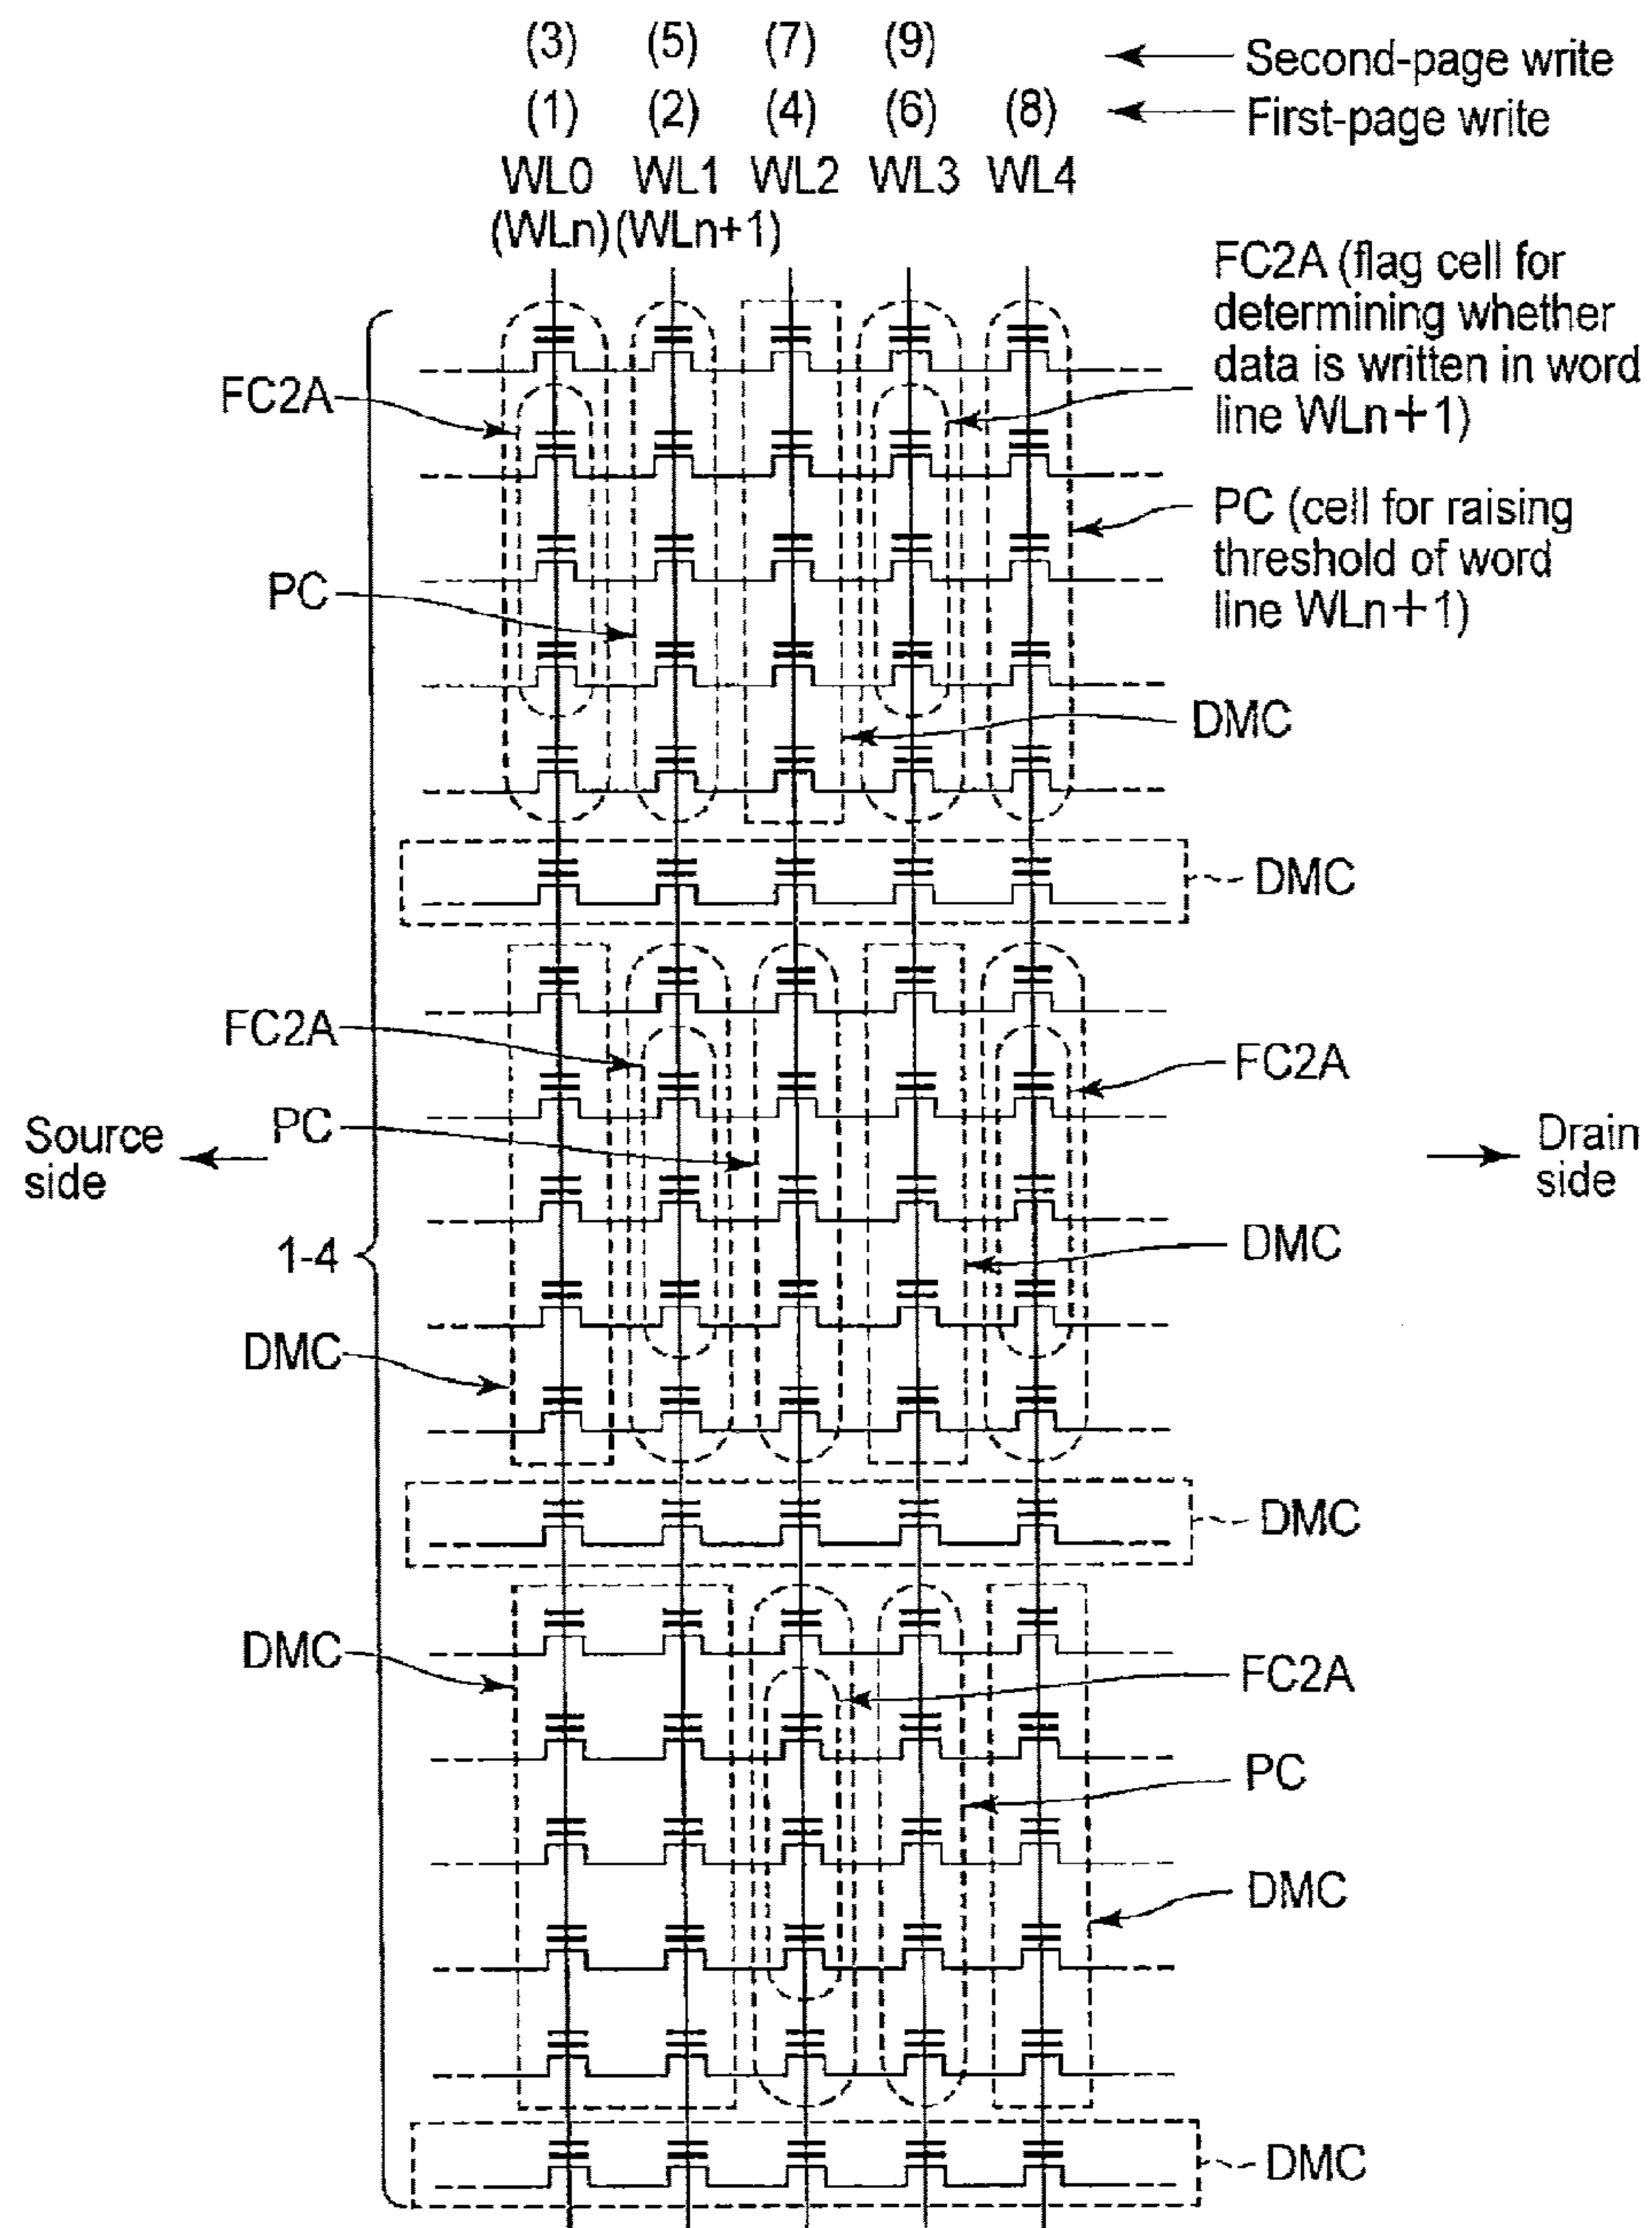 (3) (5) (7) (9) Second-page write
(1) (2) (4) (6) (8) First-page write
WL0 WL1 WL2 WL3 WL4
(WLn) (WLn+1)
FC2A (flag cell for
determining whether
data is written in word
line WLn+1)
FC2A
PC (cell for raising
threshold of word
line WLn+1)
PC
DMC
DMC
FC2A
FC2A
PC
Source
side
Drain
side
DMC
1-4
DMC
DMC
DMC
FC2A
PC
DMC
DMC